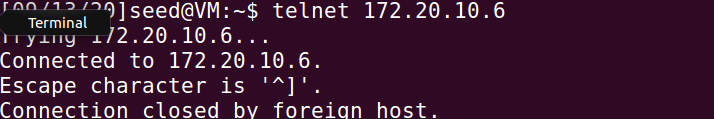 [09/13/20]seed@VM:~$ telnet 172.20.10.6
Terminal
Trying 172.20.10.6...
Connected to 172.20.10.6.
Escape character is '^]'.
Connection closed by foreign host.